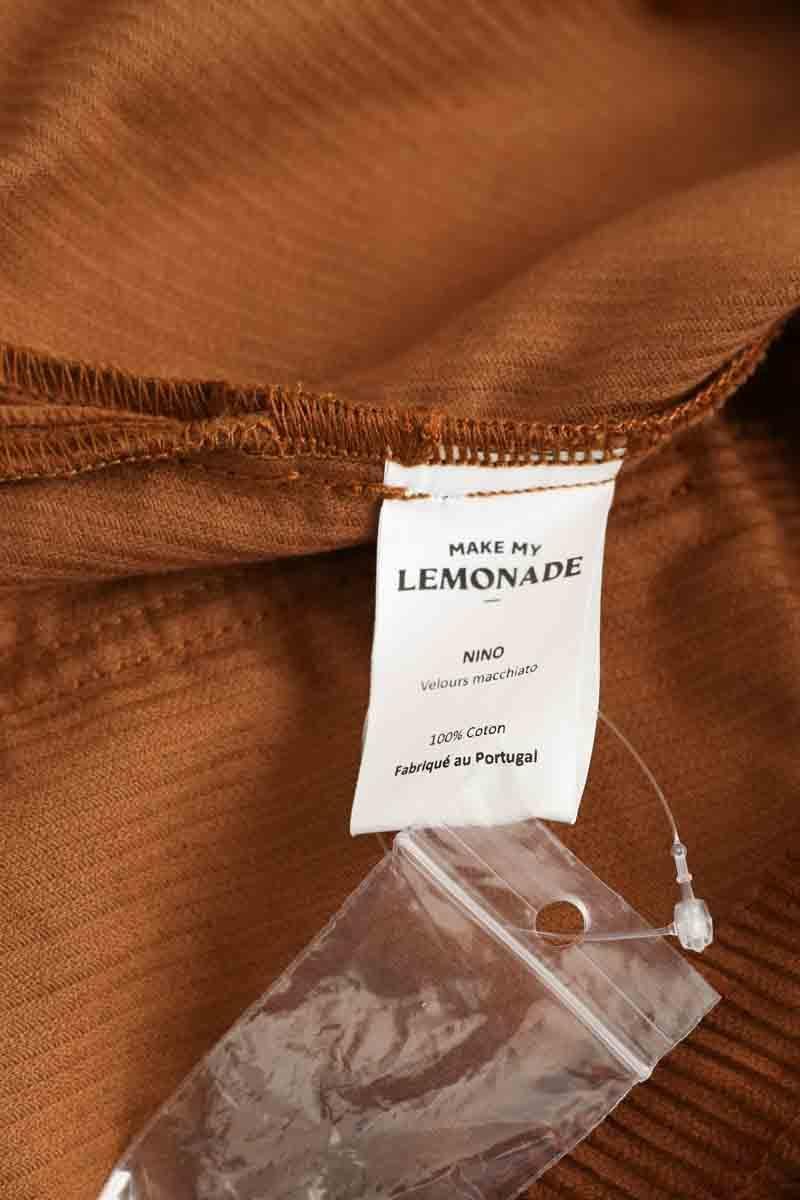 MAKE MY
LEMONADE
NINO
Velours macchiato
100% Coton
Fabriqué au Portugal